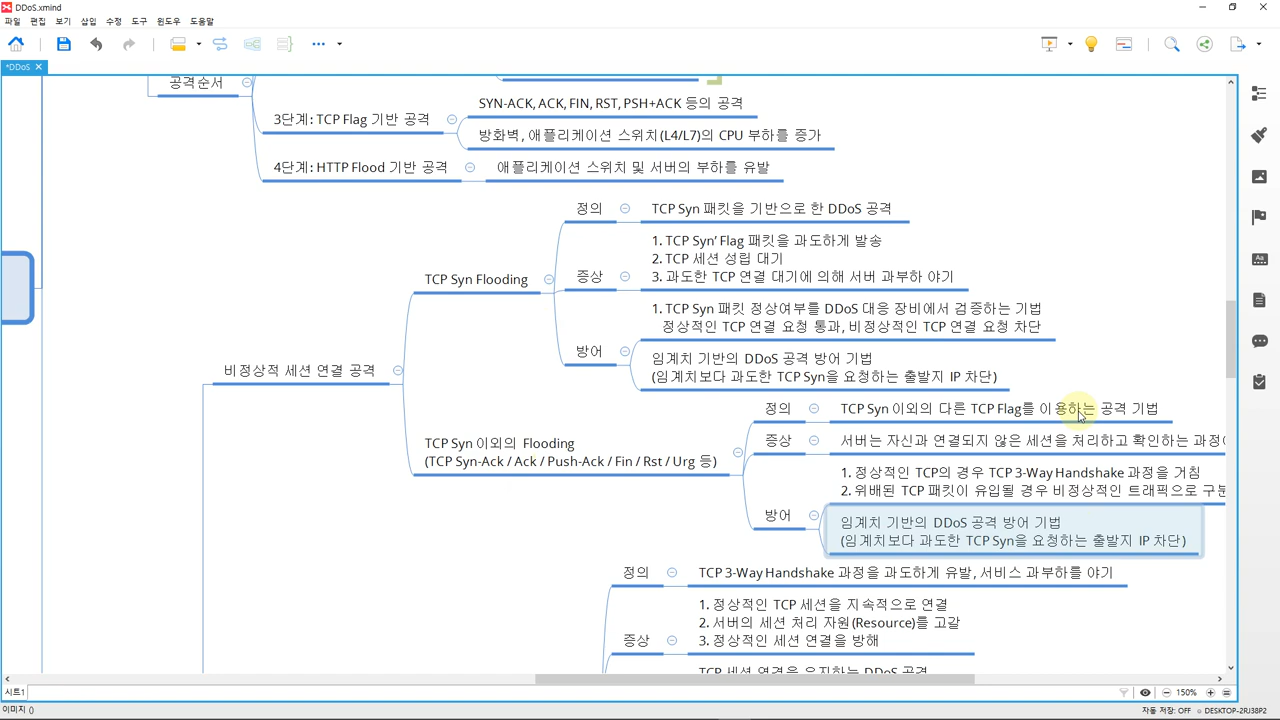 DDoS.xmind
파일 편집 보기 삽입 수정 도구 윈도우 도움말
*DDoS
공격순서
3단계: TCP Flag 기반 공격
SYN-ACK, ACK, FIN, RST, PSH+ACK 등의 공격
방화벽, 애플리케이션 스위치(L4/L7)의 CPU 부하를 증가
4단계: HTTP Flood 기반 공격
애플리케이션 스위치 및 서버의 부하를 유발
비정상적 세션 연결 공격
TCP Syn Flooding
정의
TCP Syn 패킷을 기반으로 한 DDoS 공격
증상
1. TCP Syn' Flag 패킷을 과도하게 발송
2. TCP 세션 성립 대기
3. 과도한 TCP 연결 대기에 의해 서버 과부하 야기
방어
1. TCP Syn 패킷 정상여부를 DDoS 대응 장비에서 검증하는 기법
정상적인 TCP 연결 요청 통과, 비정상적인 TCP 연결 요청 차단
임계치 기반의 DDoS 공격 방어 기법
(임계치보다 과도한 TCP Syn을 요청하는 출발지 IP 차단)
TCP Syn 이외의 Flooding
(TCP Syn-Ack / Ack / Push-Ack / Fin / Rst / Urg 등)
정의
TCP Syn 이외의 다른 TCP Flag를 이용하는 공격 기법
증상
서버는 자신과 연결되지 않은 세션을 처리하고 확인하는 과정
방어
1. 정상적인 TCP의 경우 TCP 3-Way Handshake 과정을 거침
2. 위배된 TCP 패킷이 유입될 경우 비정상적인 트래픽으로 구분
임계치 기반의 DDoS 공격 방어 기법
(임계치보다 과도한 TCP Syn을 요청하는 출발지 IP 차단)
정의
TCP 3-Way Handshake 과정을 과도하게 유발, 서비스 과부하를 야기
증상
1. 정상적인 TCP 세션을 지속적으로 연결
2. 서버의 세션 처리 자원(Resource)를 고갈
3. 정상적인 세션 연결을 방해
TCP 세션 연결을 유지하는 DDoS 공격
시트1
150%
이미지 ()
자동 저장: OFF
DESKTOP-2RJ38P2